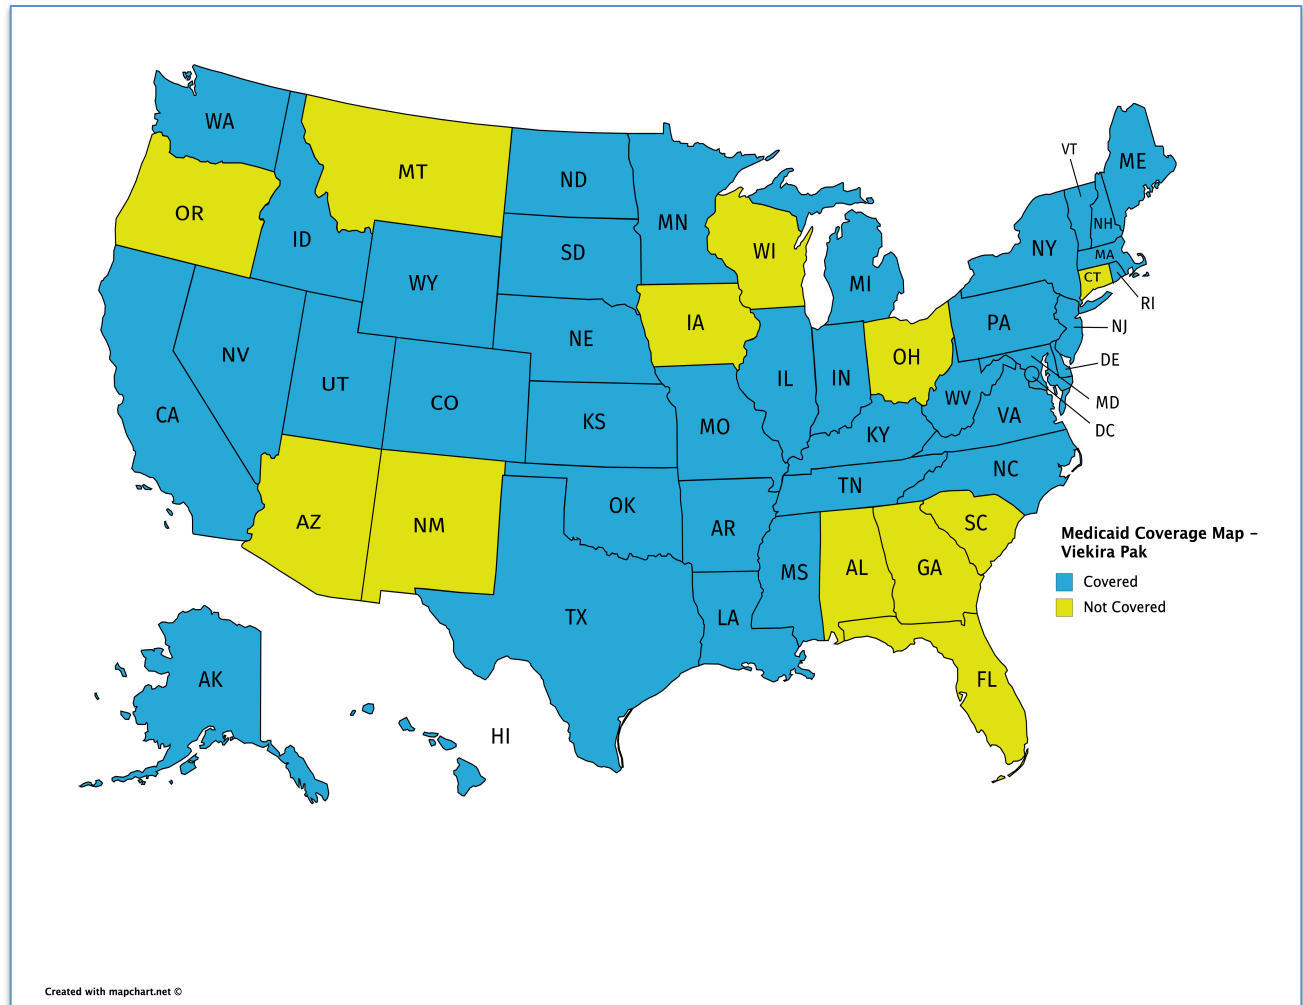 WA
MT
ND
MN
OR
ID
SD
WI
MI
WY
NE
IA
NV
UT
CO
CA
KS
MO
IL
IN
OH
KY
WV
VA
PA
NY
VT
ME
NH
MA
CT
RI
NJ
DE
MD
DC
NC
TN
AZ
NM
OK
AR
SC
MS
AL
GA
TX
LA
FL
AK
HI
Medicaid Coverage Map –
Viekira Pak
Covered
Not Covered
Created with mapchart.net ©